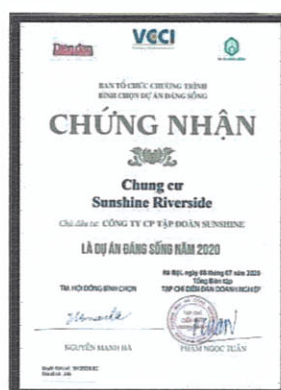 Diễn đàn
VCCI
BAN TỔ CHỨC CHƯƠNG TRÌNH
BÌNH CHỌN DỰ ÁN ĐÁNG SỐNG
CHỨNG NHẬN
Chung cư
Sunshine Riverside
Chủ đầu tư: CÔNG TY CP TẬP ĐOÀN SUNSHINE
LÀ DỰ ÁN ĐÁNG SỐNG NĂM 2020
Hà Nội, ngày 08 tháng 07 năm 2020
Tổng Biên tập
TM. HỘI ĐỒNG BÌNH CHỌN
TẠP CHÍ DIỄN ĐÀN DOANH NGHIỆP
NGUYỄN MẠNH HÀ
PHẠM NGỌC TUẤN